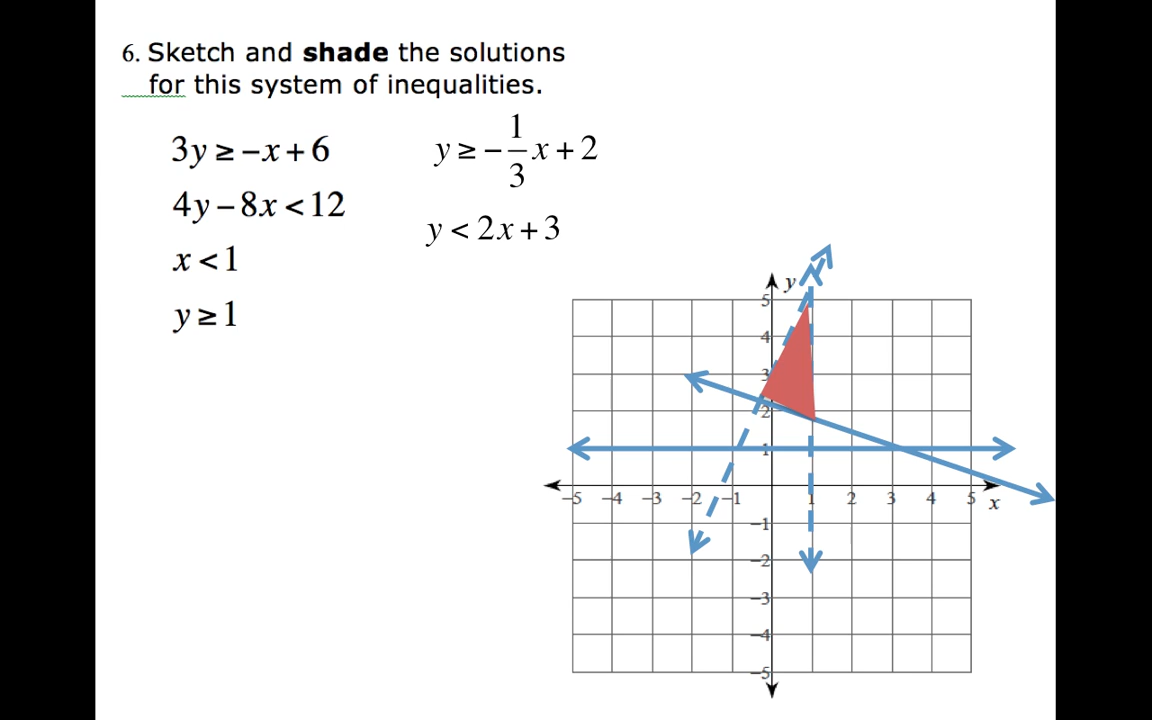 6. Sketch and shade the solutions
for this system of inequalities.
3y ≥ −x + 6
4y − 8x < 12
x < 1
y ≥ 1
y ≥ −1/3x + 2
y < 2x + 3
y
5
4
3
2
1
−5 −4 −3 −2 −1 1 2 3 4 5 x
−1
−2
−3
−4
−5